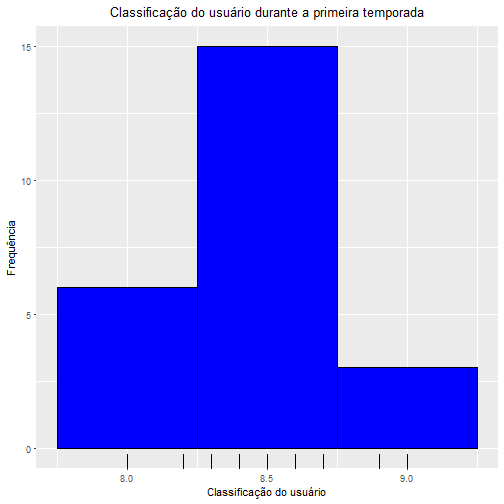 Classificação do usuário durante a primeira temporada
15
10
5
0
Frequência
8.0 8.5 9.0
Classificação do usuário